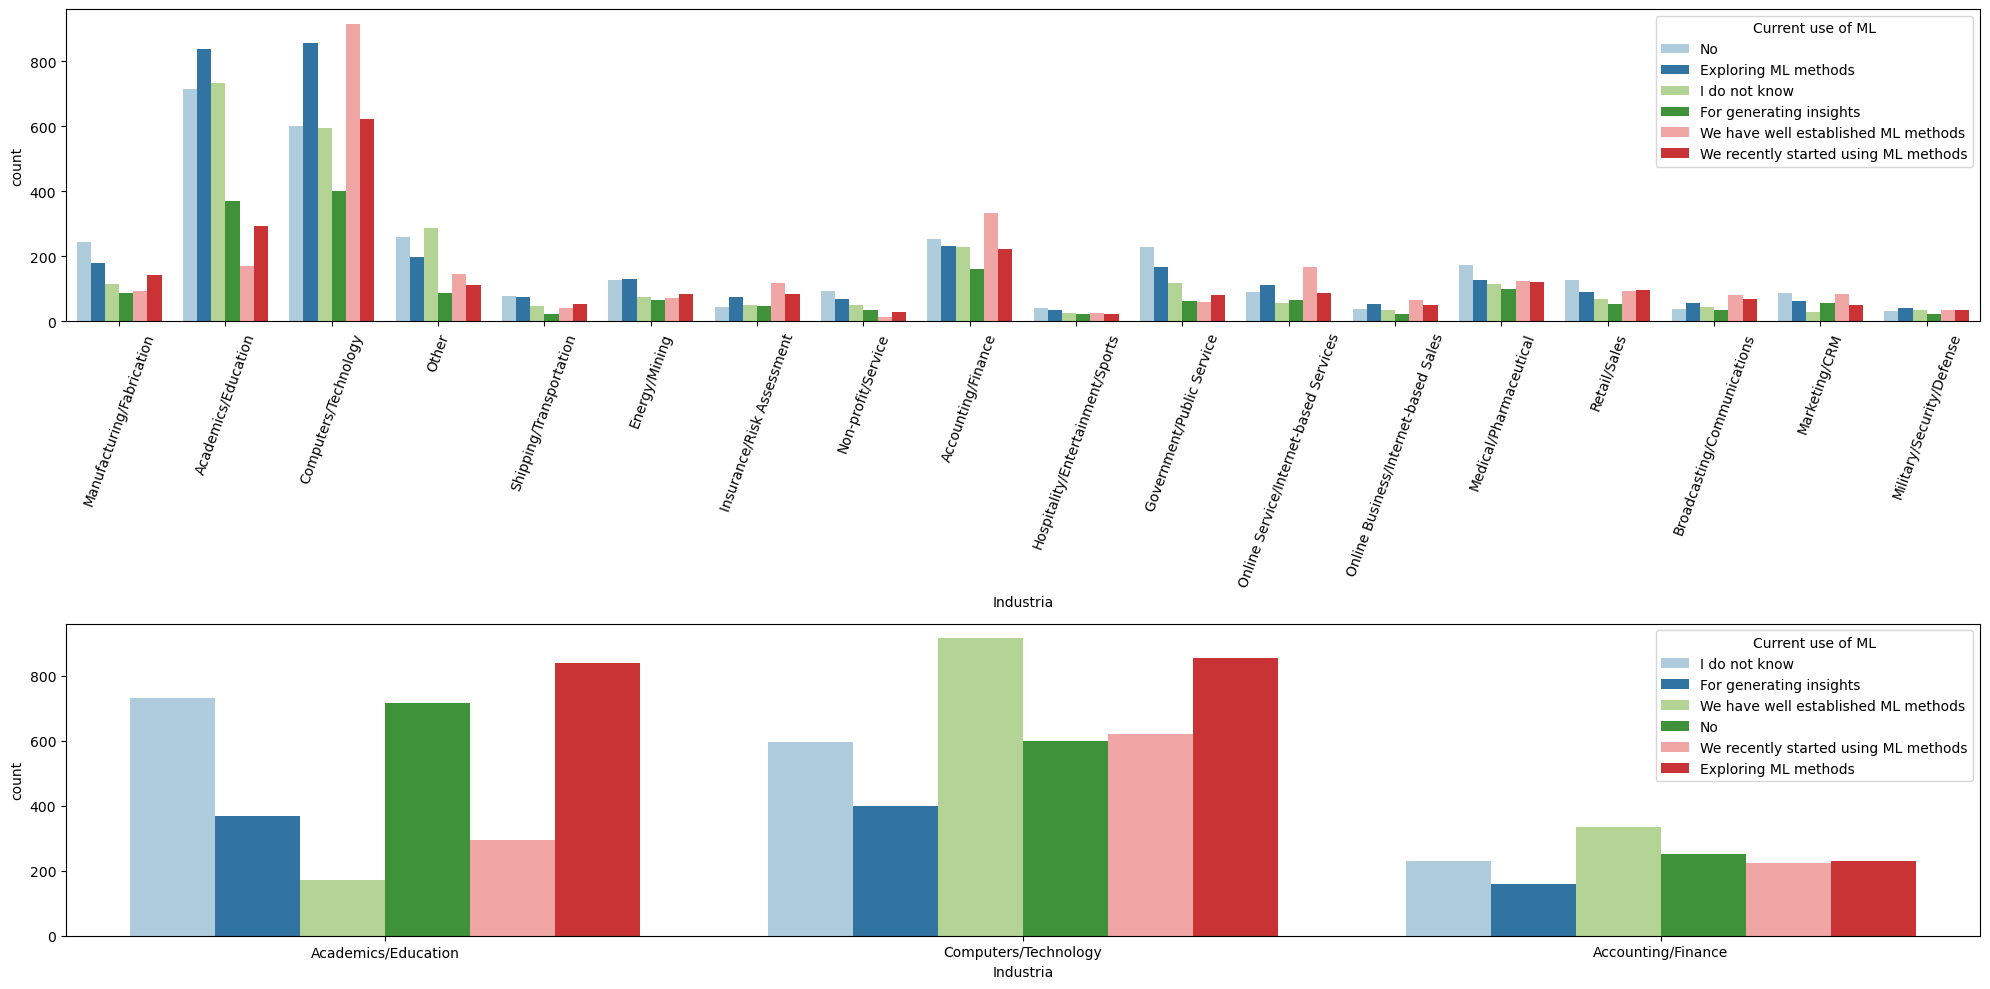 Current use of ML
No
Exploring ML methods
I do not know
For generating insights
We have well established ML methods
We recently started using ML methods
count
800
600
400
200
0
Manufacturing/Fabrication
Academics/Education
Computers/Technology
Other
Shipping/Transportation
Energy/Mining
Insurance/Risk Assessment
Non-profit/Service
Accounting/Finance
Hospitality/Entertainment/Sports
Government/Public Service
Online Service/Internet-based Services
Online Business/Internet-based Sales
Medical/Pharmaceutical
Retail/Sales
Broadcasting/Communications
Marketing/CRM
Military/Security/Defense
Industria
Current use of ML
I do not know
For generating insights
We have well established ML methods
No
We recently started using ML methods
Exploring ML methods
count
800
600
400
200
0
Academics/Education
Computers/Technology
Accounting/Finance
Industria